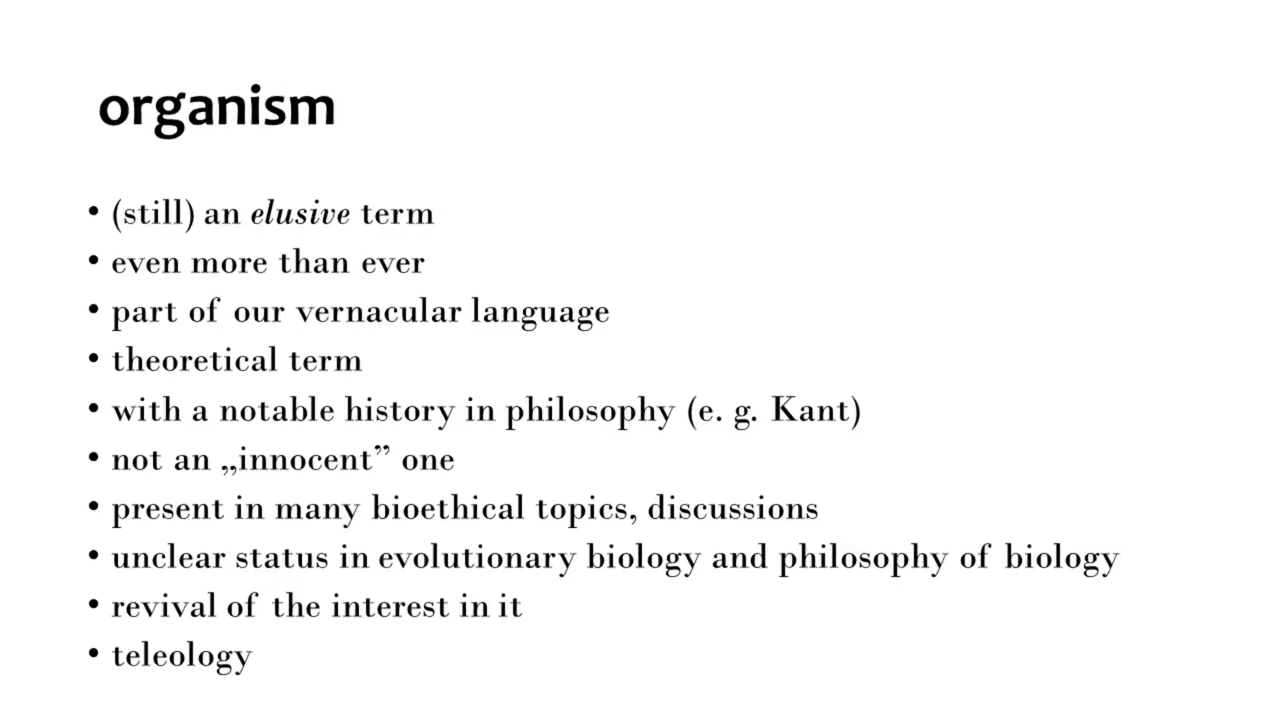 organism
• (still) an elusive term
• even more than ever
• part of our vernacular language
• theoretical term
• with a notable history in philosophy (e. g. Kant)
• not an „innocent” one
• present in many bioethical topics, discussions
• unclear status in evolutionary biology and philosophy of biology
• revival of the interest in it
• teleology